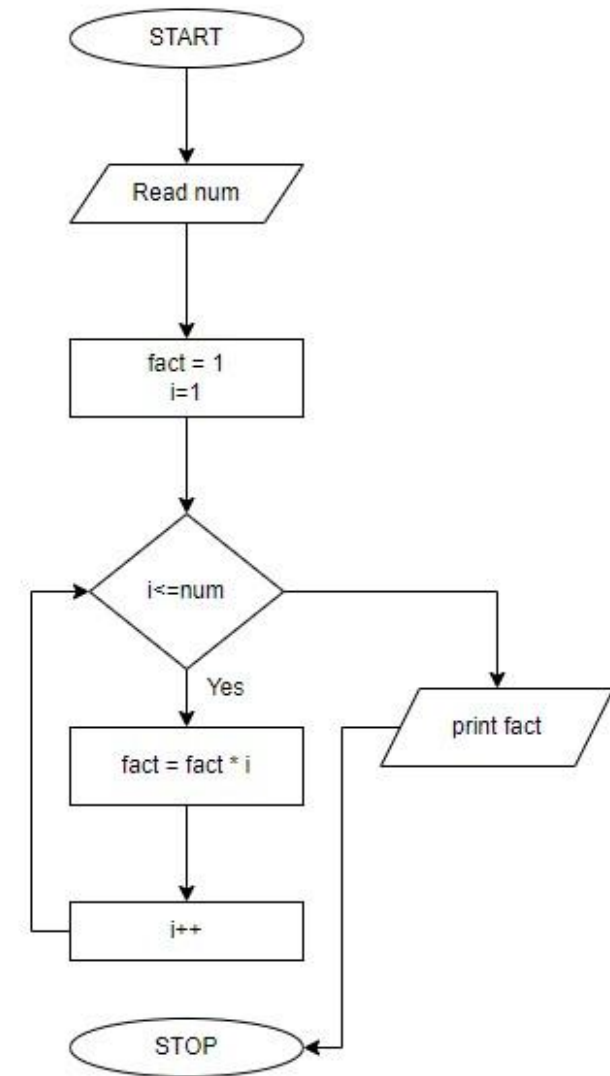 START
Read num
fact = 1
i=1
i<=num
Yes
fact = fact * i
print fact
i++
STOP